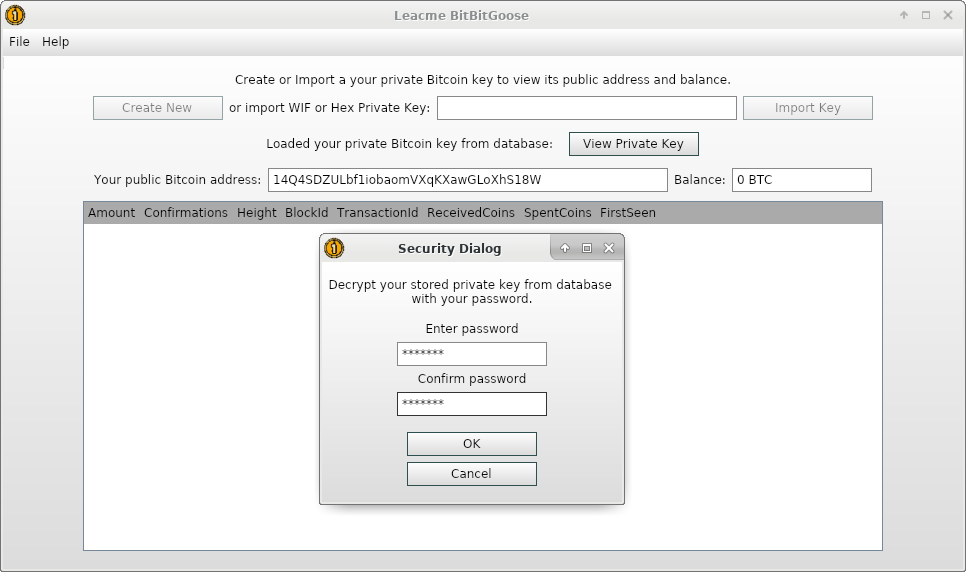 Leacme BitBitGoose
File Help
Create or Import a your private Bitcoin key to view its public address and balance.
Create New or import WIF or Hex Private Key: Import Key
Loaded your private Bitcoin key from database: View Private Key
Your public Bitcoin address: 14Q4SDZULbf1iobaomVXqKXawGLoXhS18W Balance: 0 BTC
Amount Confirmations Height BlockId TransactionId ReceivedCoins SpentCoins FirstSeen
Security Dialog
Decrypt your stored private key from database
with your password.
Enter password
*******
Confirm password
*******
OK
Cancel